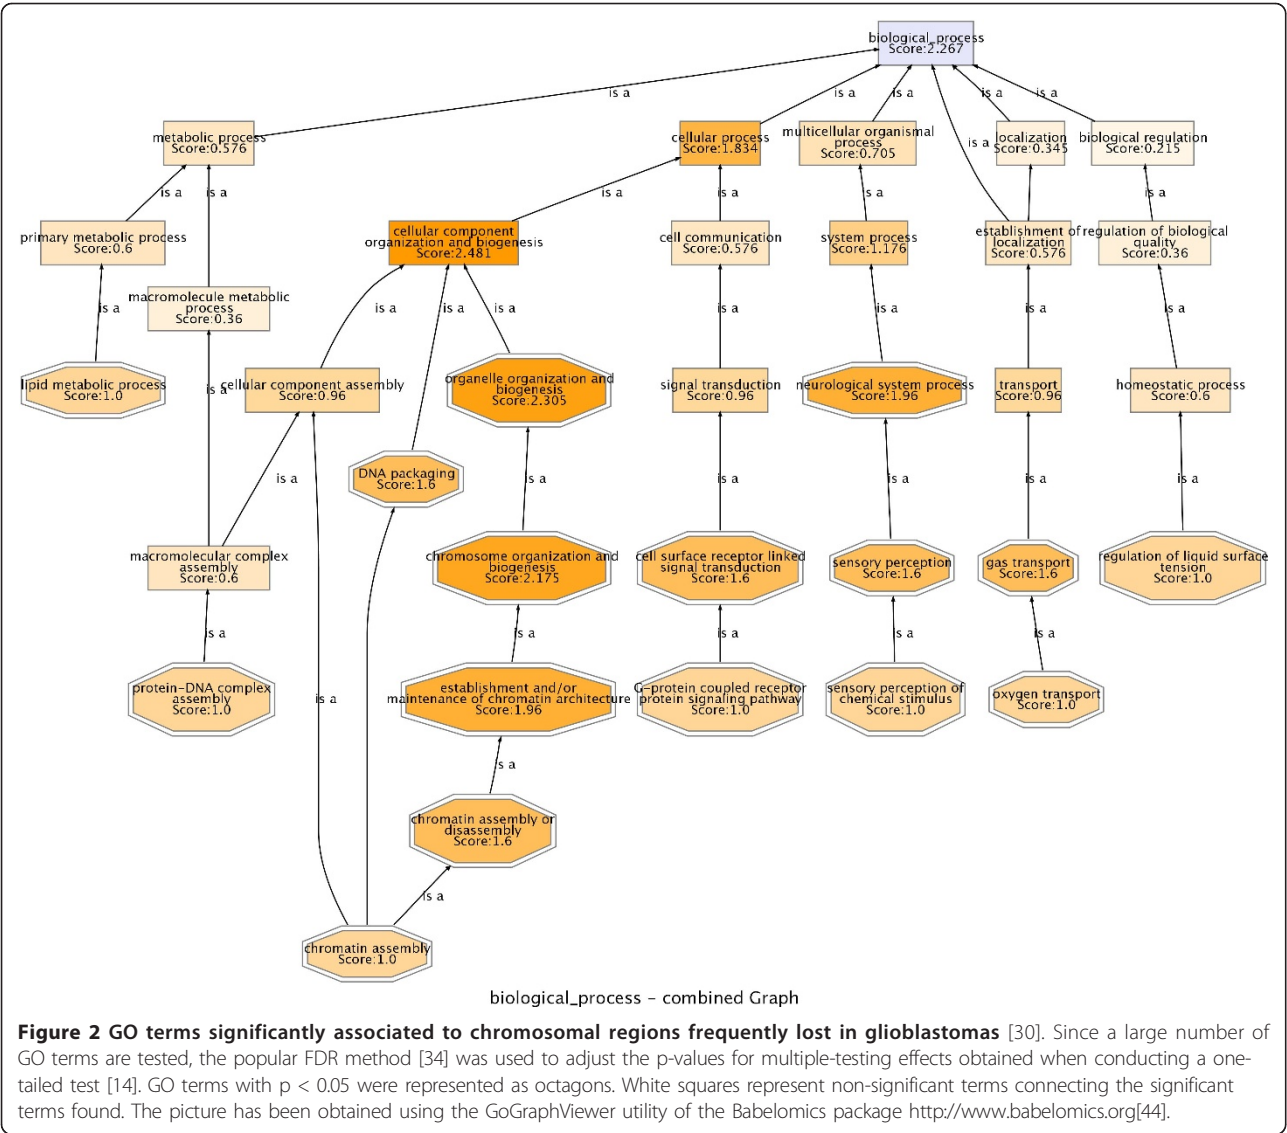 biological_process
Score:2.267
is a
is a
is a
is a
is a
is a
metabolic process
Score:0.576
cellular process
Score:1.834
multicellular organismal
process
Score:0.705
localization
Score:0.345
biological regulation
Score:0.215
is a
is a
is a
is a
is a
is a
primary metabolic process
Score:0.6
cellular component
organization and biogenesis
Score:2.481
cell communication
Score:0.576
system process
Score:1.176
establishment of
localization
Score:0.576
regulation of biological
quality
Score:0.36
macromolecule metabolic
process
Score:0.36
is a
is a
is a
is a
is a
is a
is a
is a
lipid metabolic process
Score:1.0
is a
cellular component assembly
Score:0.96
organelle organization and
biogenesis
Score:2.305
signal transduction
Score:0.96
neurological system process
Score:1.96
transport
Score:0.96
homeostatic process
Score:0.6
is a
DNA packaging
Score:1.6
is a
is a
is a
is a
is a
macromolecular complex
assembly
Score:0.6
chromosome organization and
biogenesis
Score:2.175
cell surface receptor linked
signal transduction
Score:1.6
sensory perception
Score:1.6
gas transport
Score:1.6
regulation of liquid surface
tension
Score:1.0
is a
is a
is a
is a
is a
protein-DNA complex
assembly
Score:1.0
is a
establishment and/or
maintenance of chromatin architecture
Score:1.96
G-protein coupled receptor
protein signaling pathway
Score:1.0
sensory perception of
chemical stimulus
Score:1.0
oxygen transport
Score:1.0
is a
chromatin assembly or
disassembly
Score:1.6
is a
chromatin assembly
Score:1.0
biological_process - combined Graph
Figure 2 GO terms significantly associated to chromosomal regions frequently lost in glioblastomas [30]. Since a large number of
GO terms are tested, the popular FDR method [34] was used to adjust the p-values for multiple-testing effects obtained when conducting a one-
tailed test [14]. GO terms with p < 0.05 were represented as octagons. White squares represent non-significant terms connecting the significant
terms found. The picture has been obtained using the GoGraphViewer utility of the Babelomics package http://www.babelomics.org[44].